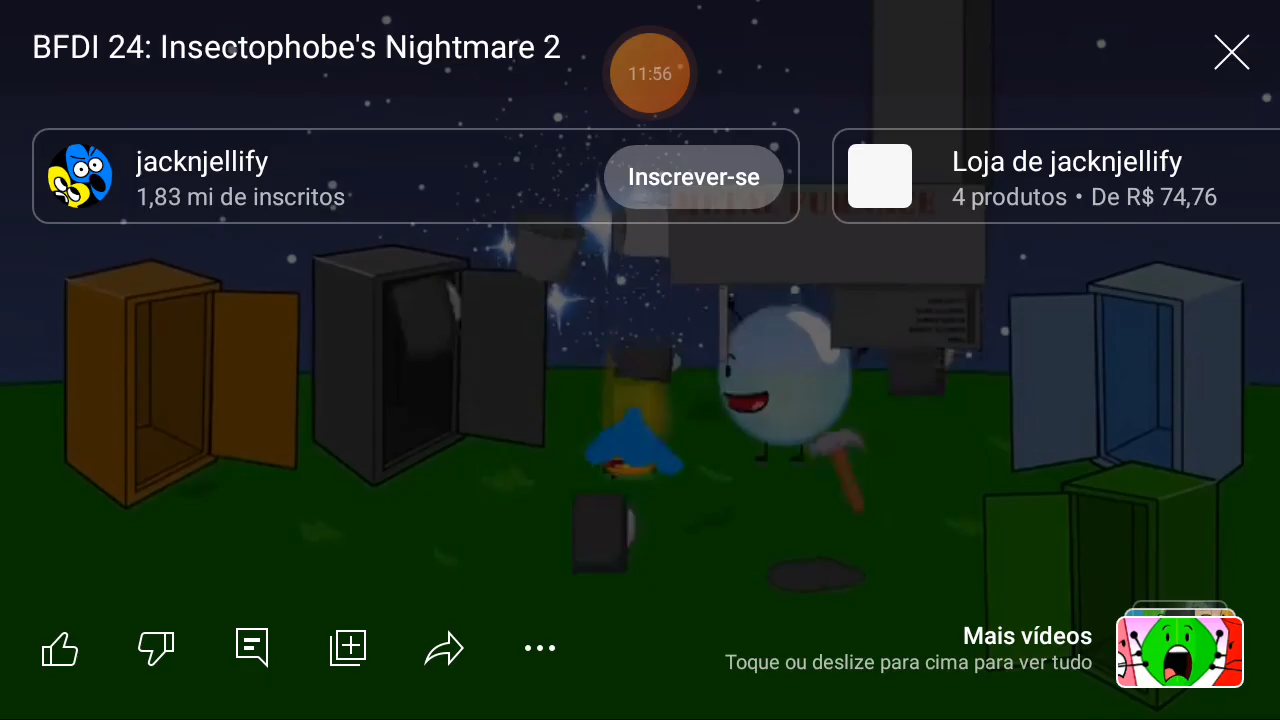 BFDI 24: Insectophobe's Nightmare 2
11:56
jacknjellify
1,83 mi de inscritos
Inscrever-se
Loja de jacknjellify
4 produtos • De R$ 74,76
Mais vídeos
Toque ou deslize para cima para ver tudo